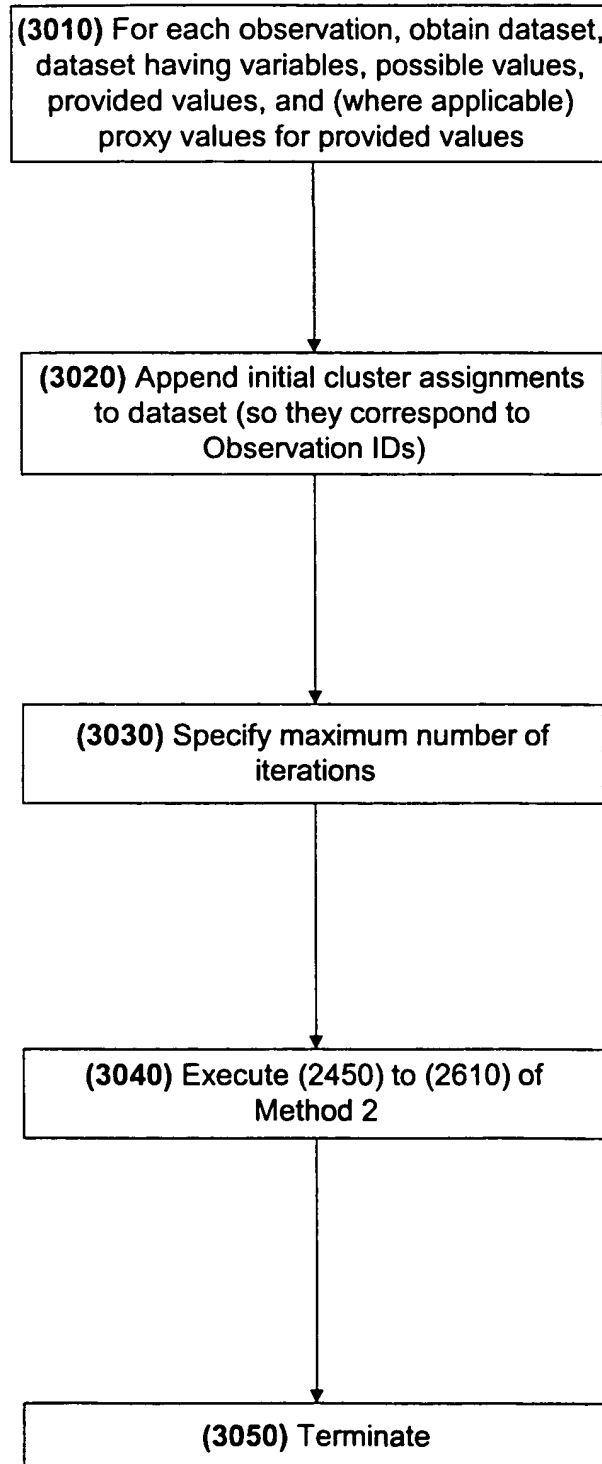 (3010) For each observation, obtain dataset,
dataset having variables, possible values,
provided values, and (where applicable)
proxy values for provided values
(3020) Append initial cluster assignments
to dataset (so they correspond to
Observation IDs)
(3030) Specify maximum number of
iterations
(3040) Execute (2450) to (2610) of
Method 2
(3050) Terminate